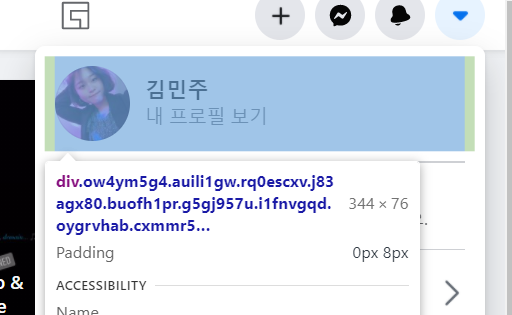 김민주
내 프로필 보기
div.ow4ym5g4.auili1gw.rq0escxv.j83
agx80.buofh1pr.g5gj957u.i1fnvgqd.
oygrvhab.cxmmr5... 344 × 76
Padding 0px 8px
ACCESSIBILITY
Name
&